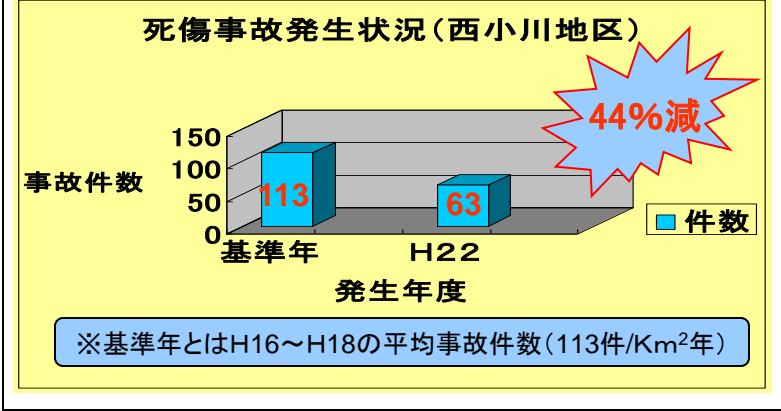 死傷事故発生状況（西小川地区）
44%減
150
100
50
0
事故件数
113
63
基準年 H22
件数
発生年度
※基準年とはH16～H18の平均事故件数（113件/Km²年）